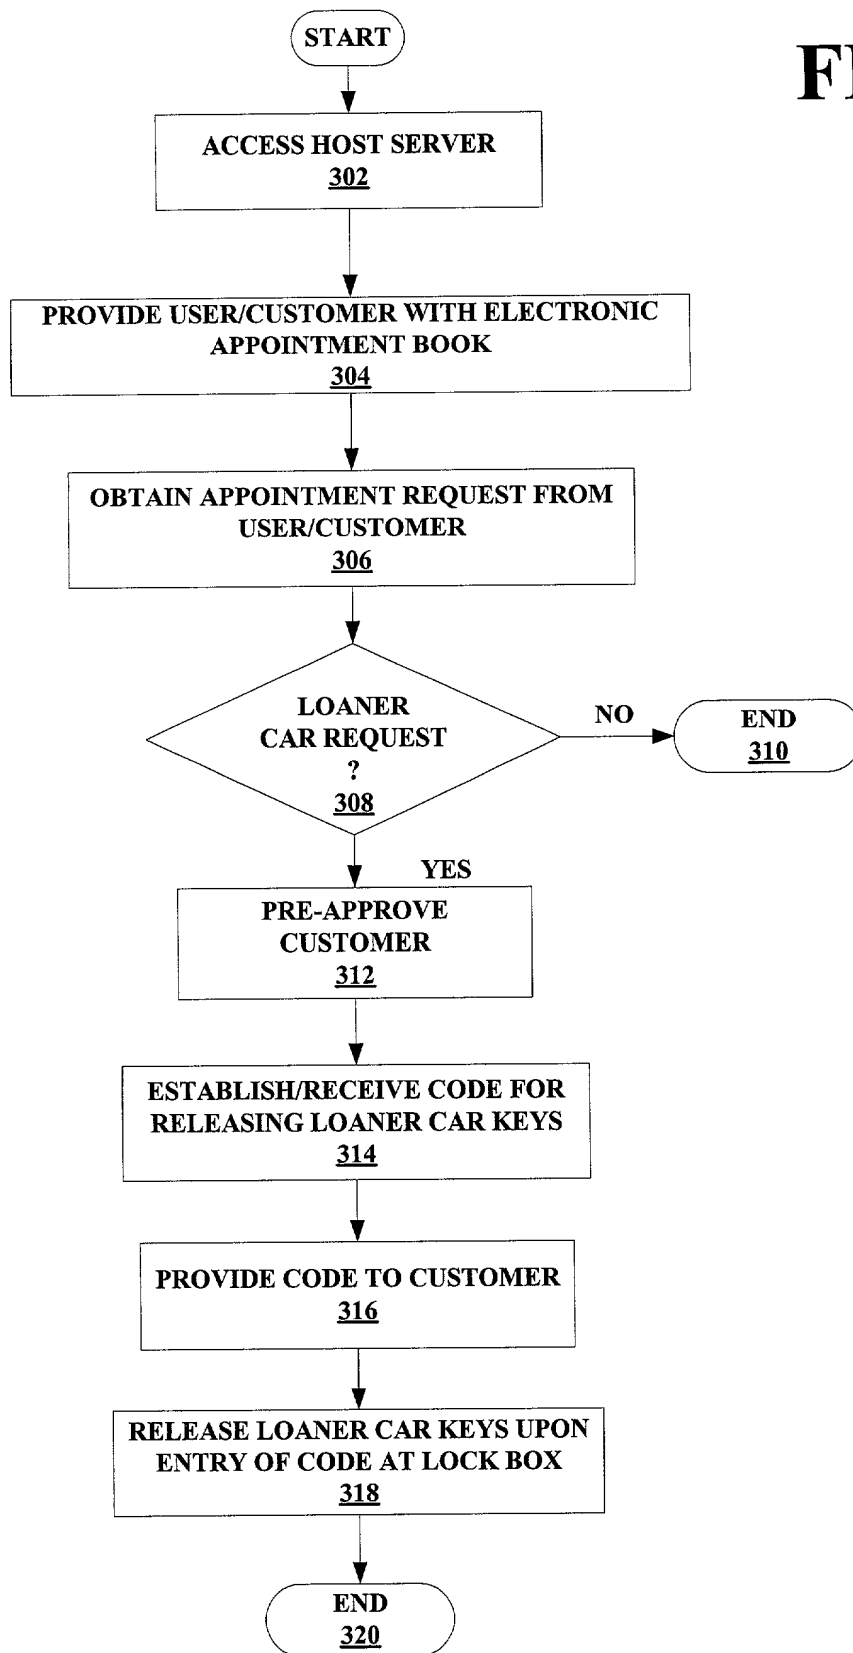 START
FI
ACCESS HOST SERVER
302
PROVIDE USER/CUSTOMER WITH ELECTRONIC
APPOINTMENT BOOK
304
OBTAIN APPOINTMENT REQUEST FROM
USER/CUSTOMER
306
LOANER
CAR REQUEST
?
308
NO
END
310
YES
PRE-APPROVE
CUSTOMER
312
ESTABLISH/RECEIVE CODE FOR
RELEASING LOANER CAR KEYS
314
PROVIDE CODE TO CUSTOMER
316
RELEASE LOANER CAR KEYS UPON
ENTRY OF CODE AT LOCK BOX
318
END
320